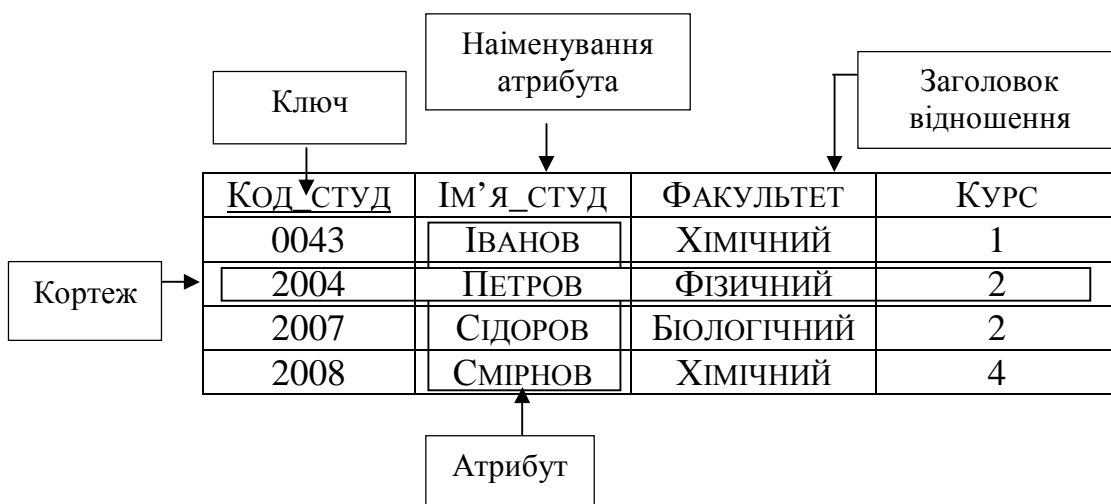 Наіменування
атрибута
Заголовок
відношення
Ключ
КОД_СТУД ІМ’Я_СТУД ФАКУЛЬТЕТ КУРС
0043 ІВАНОВ ХІМІЧНИЙ 1
Кортеж
2004 ПЕТРОВ ФІЗИЧНИЙ 2
2007 СІДОРОВ БІОЛОГІЧНИЙ 2
2008 СМІРНОВ ХІМІЧНИЙ 4
Атрибут